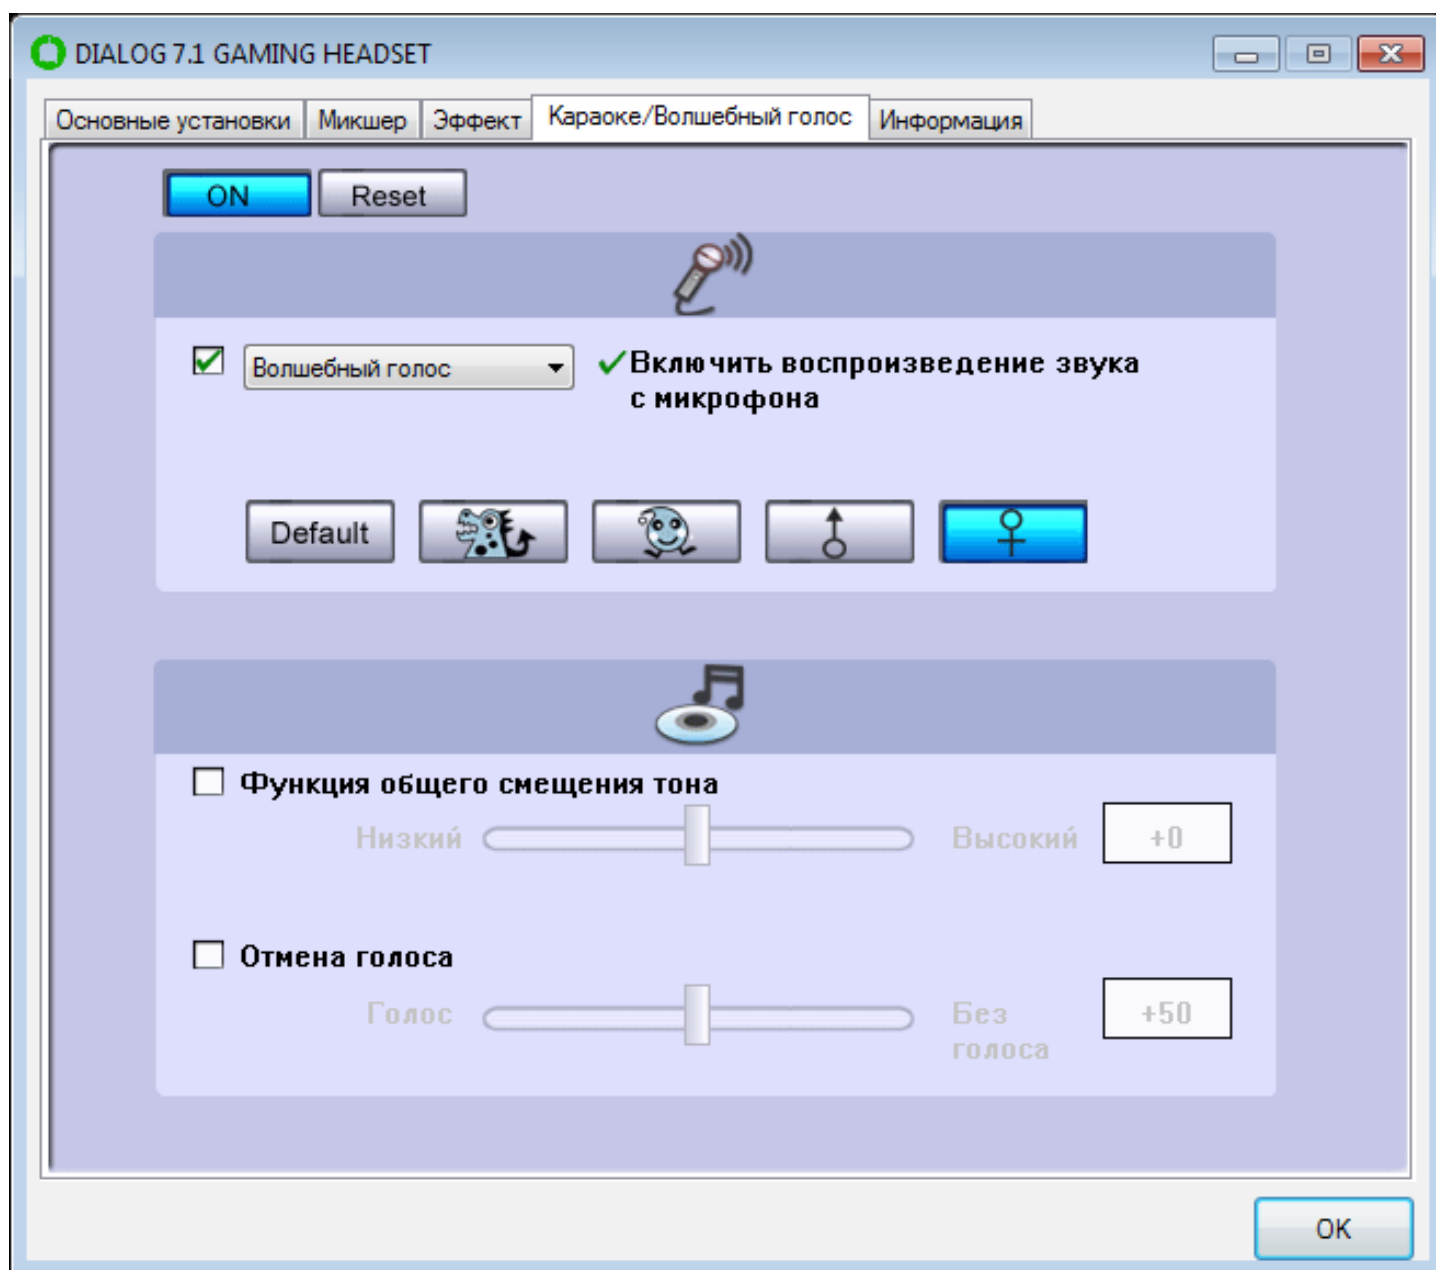 DIALOG 7.1 GAMING HEADSET
Основные установки Микшер Эффект Караоке/Волшебный голос Информация
ON Reset
Волшебный голос
Включить воспроизведение звука
с микрофона
Default
Функция общего смещения тона
Низкий Высокий +0
Отмена голоса
Голос Без +50
голоса
OK